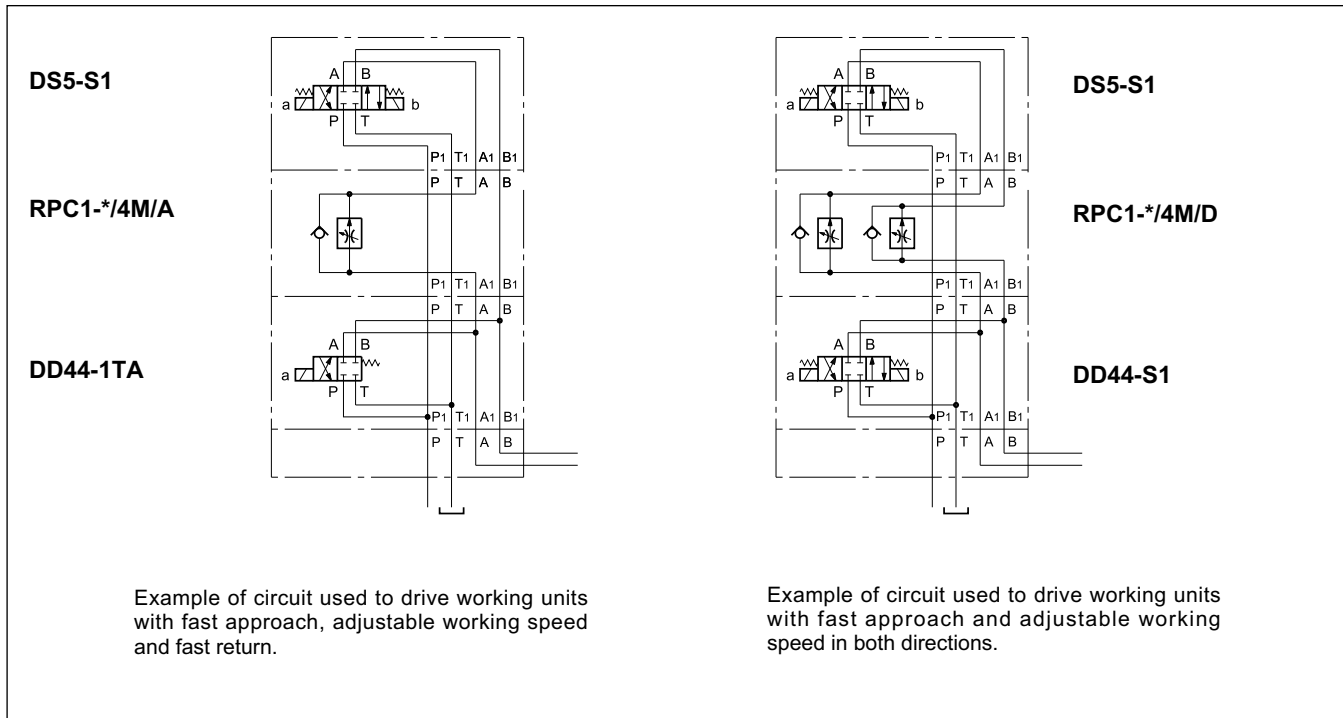 DS5-S1
A B
a b
P T
P1 T1 A1 B1
P T A B
RPC1-*/4M/A
P1 T1 A1 B1
P T A B
DD44-1TA
A B
a
P T
P1 T1 A1 B1
P T A B
Example of circuit used to drive working units
with fast approach, adjustable working speed
and fast return.
DS5-S1
A B
a b
P T
P1 T1 A1 B1
P T A B
RPC1-*/4M/D
P1 T1 A1 B1
P T A B
DD44-S1
A B
a b
P T
P1 T1 A1 B1
P T A B
Example of circuit used to drive working units
with fast approach and adjustable working
speed in both directions.